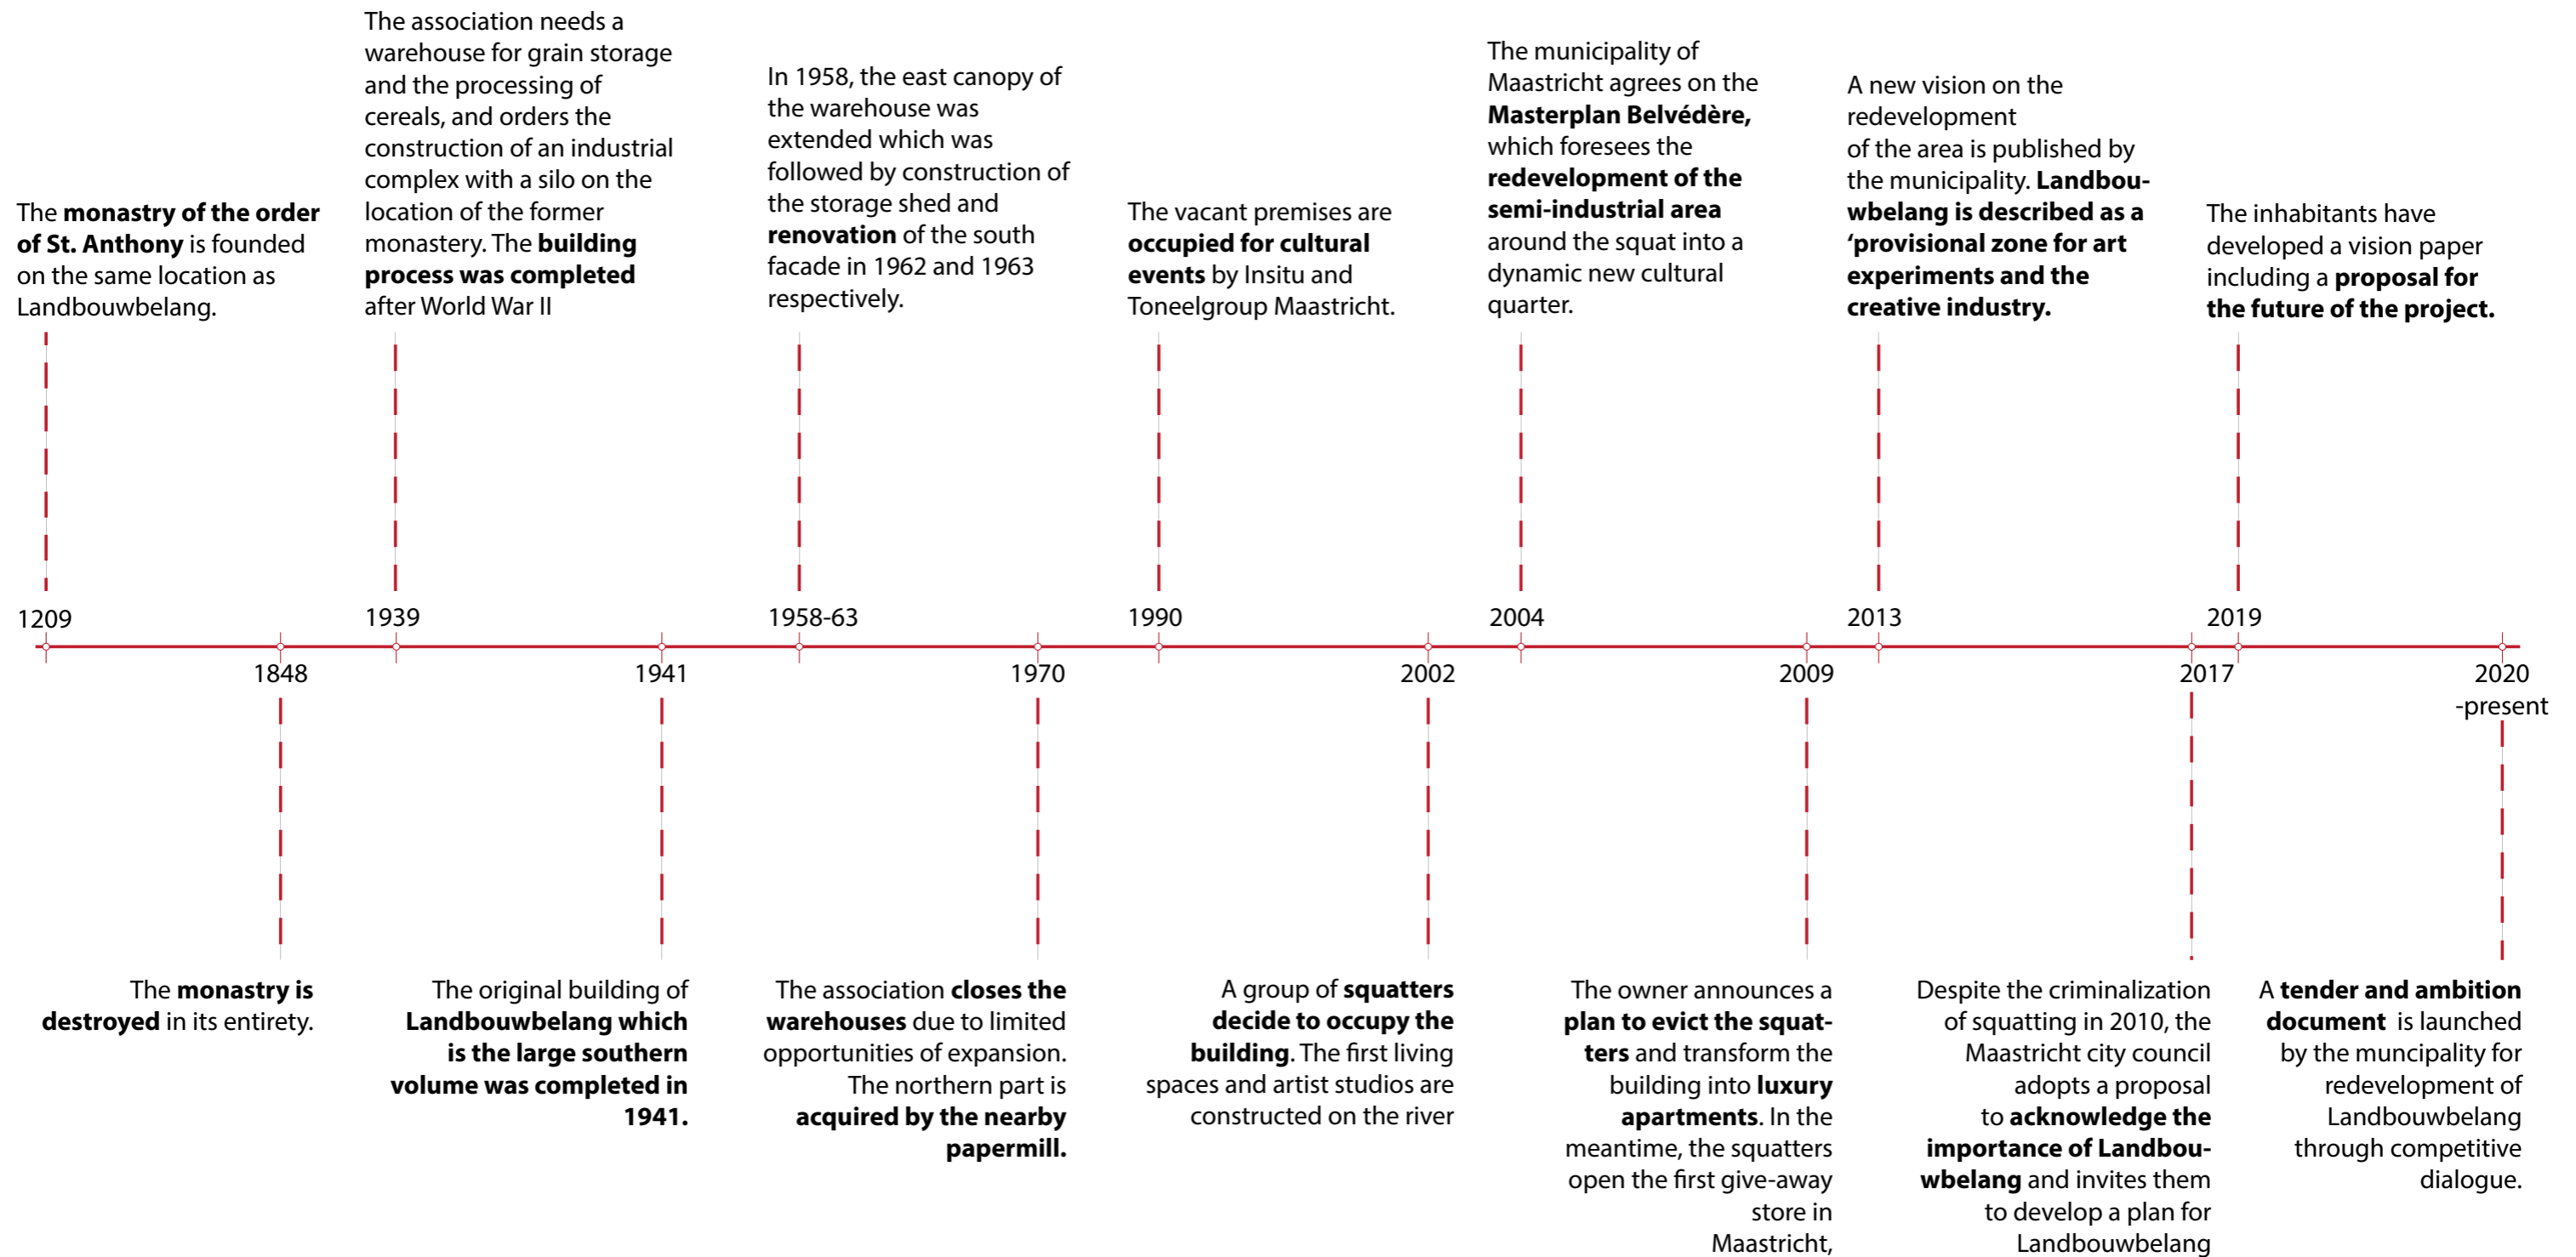 The monastry of the order
of St. Anthony is founded
on the same location as
Landbouwbelang.
The association needs a
warehouse for grain storage
and the processing of
cereals, and orders the
construction of an industrial
complex with a silo on the
location of the former
monastery. The building
process was completed
after World War II
In 1958, the east canopy of
the warehouse was
extended which was
followed by construction of
the storage shed and
renovation of the south
facade in 1962 and 1963
respectively.
The vacant premises are
occupied for cultural
events by Insitu and
Toneelgroup Maastricht.
The municipality of
Maastricht agrees on the
Masterplan Belvédère,
which foresees the
redevelopment of the
semi-industrial area
around the squat into a
dynamic new cultural
quarter.
A new vision on the
redevelopment
of the area is published by
the municipality. Landbou-
wbelang is described as a
‘provisional zone for art
experiments and the
creative industry.
The inhabitants have
developed a vision paper
including a proposal for
the future of the project.
1209
1939
1958-63
1990
2004
2013
2019
1848
1941
1970
2002
2009
2017
2020
-present
The monastry is
destroyed in its entirety.
The original building of
Landbouwbelang which
is the large southern
volume was completed in
1941.
The association closes the
warehouses due to limited
opportunities of expansion.
The northern part is
acquired by the nearby
papermill.
A group of squatters
decide to occupy the
building. The first living
spaces and artist studios are
constructed on the river
The owner announces a
plan to evict the squat-
ters and transform the
building into luxury
apartments. In the
meantime, the squatters
open the first give-away
store in
Maastricht,
Despite the criminalization
of squatting in 2010, the
Maastricht city council
adopts a proposal
to acknowledge the
importance of Landbou-
wbelang and invites them
to develop a plan for
Landbouwbelang
A tender and ambition
document is launched
by the muncipality for
redevelopment of
Landbouwbelang
through competitive
dialogue.